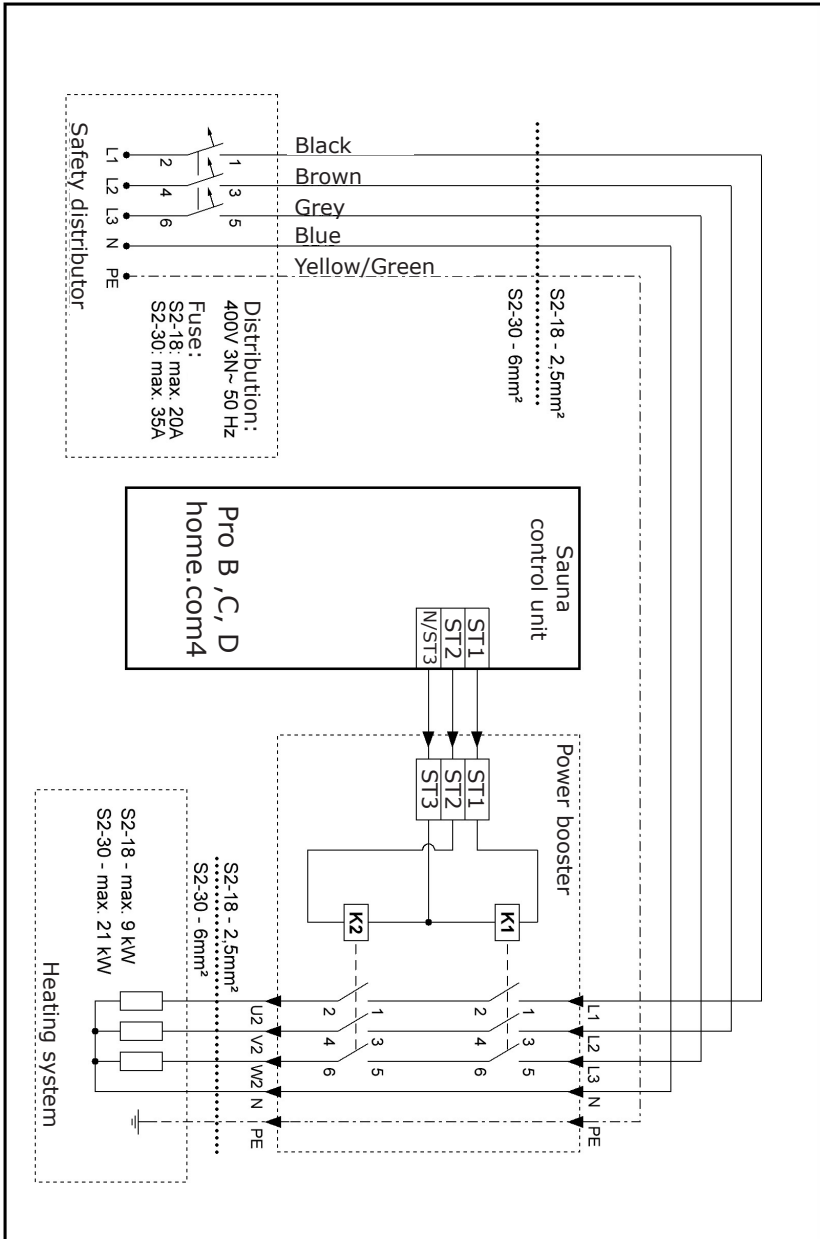 Safety distributor
L1
L2
L3
N
PE
2
4
6
1
3
5
Black
Brown
Grey
Blue
Yellow/Green
Distribution:
400V 3N~ 50 Hz
Fuse:
S2-18: max. 20A
S2-30: max. 35A
S2-18 - 2,5mm²
S2-30 - 6mm²
Sauna
control unit
Pro B ,C, D
home.com4
ST1
ST2
N/ST3
Power booster
ST1
ST2
ST3
K1
K2
L1
L2
L3
N
PE
1
3
5
2
4
6
1
3
5
2
4
6
U2
V2
W2
N
PE
S2-18 - 2,5mm²
S2-30 - 6mm²
S2-18 - max. 9 kW
S2-30 - max. 21 kW
Heating system